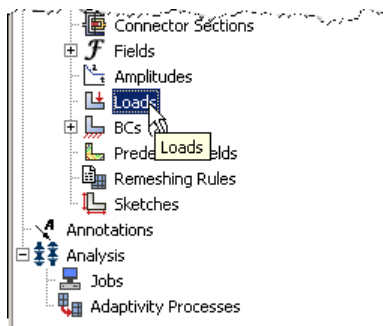 Connector Sections
Fields
Amplitudes
Loads
BCs
Loads
Remeshing Rules
Sketches
Annotations
Analysis
Jobs
Adaptivity Processes